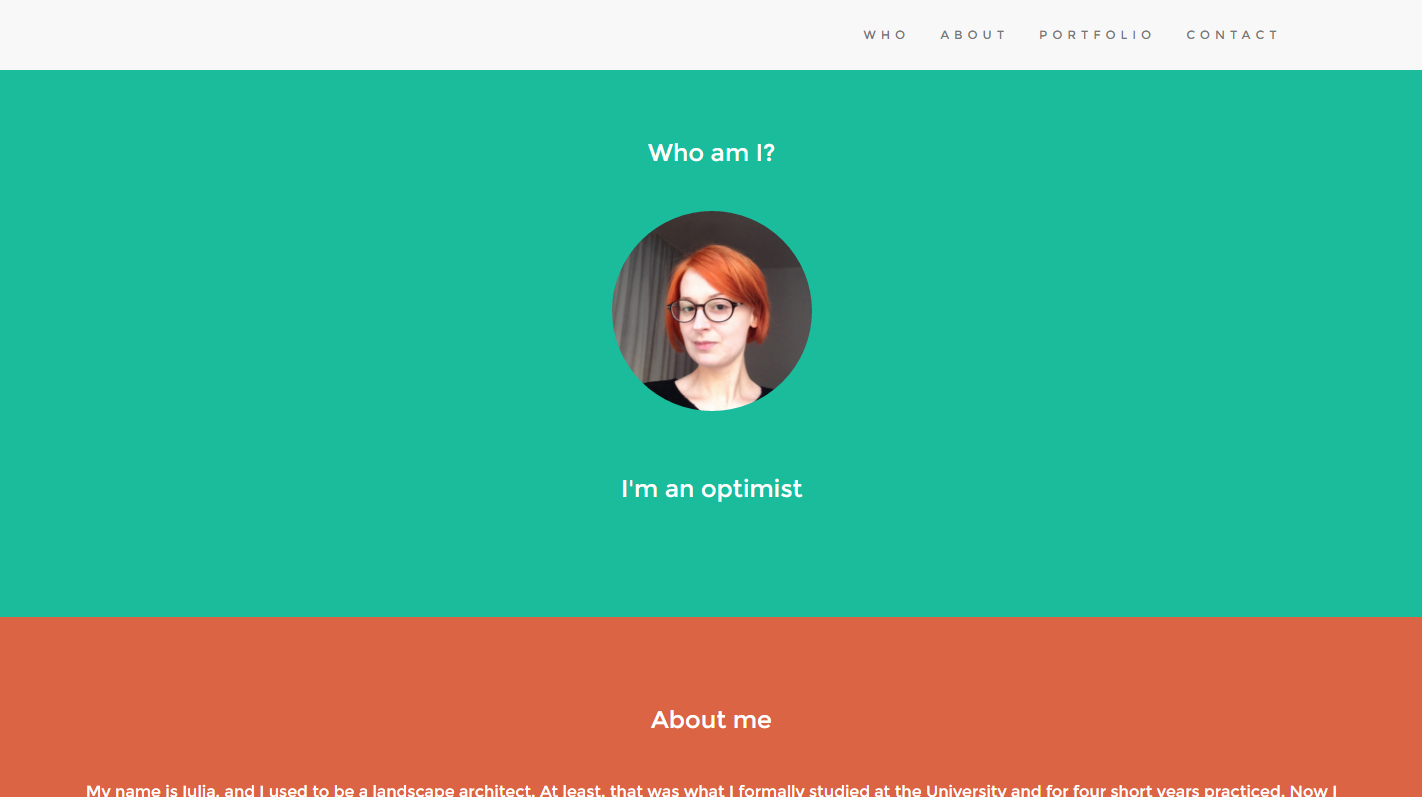 WHO ABOUT PORTFOLIO CONTACT
Who am I?
I'm an optimist
About me
My name is Iulia, and I used to be a landscape architect. At least, that was what I formally studied at the University and for four short years practiced. Now I